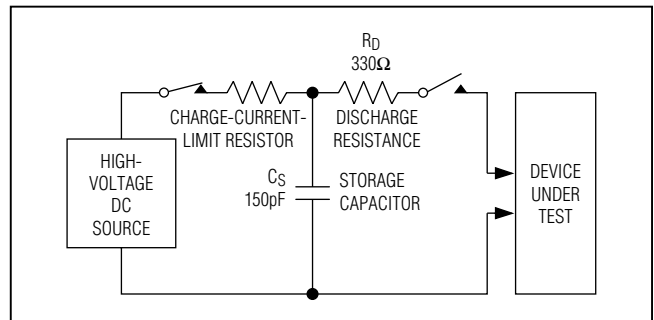 R_D
330Ω
CHARGE-CURRENT-
LIMIT RESISTOR
DISCHARGE
RESISTANCE
HIGH-
VOLTAGE
DC
SOURCE
C_S
150pF
STORAGE
CAPACITOR
DEVICE
UNDER
TEST